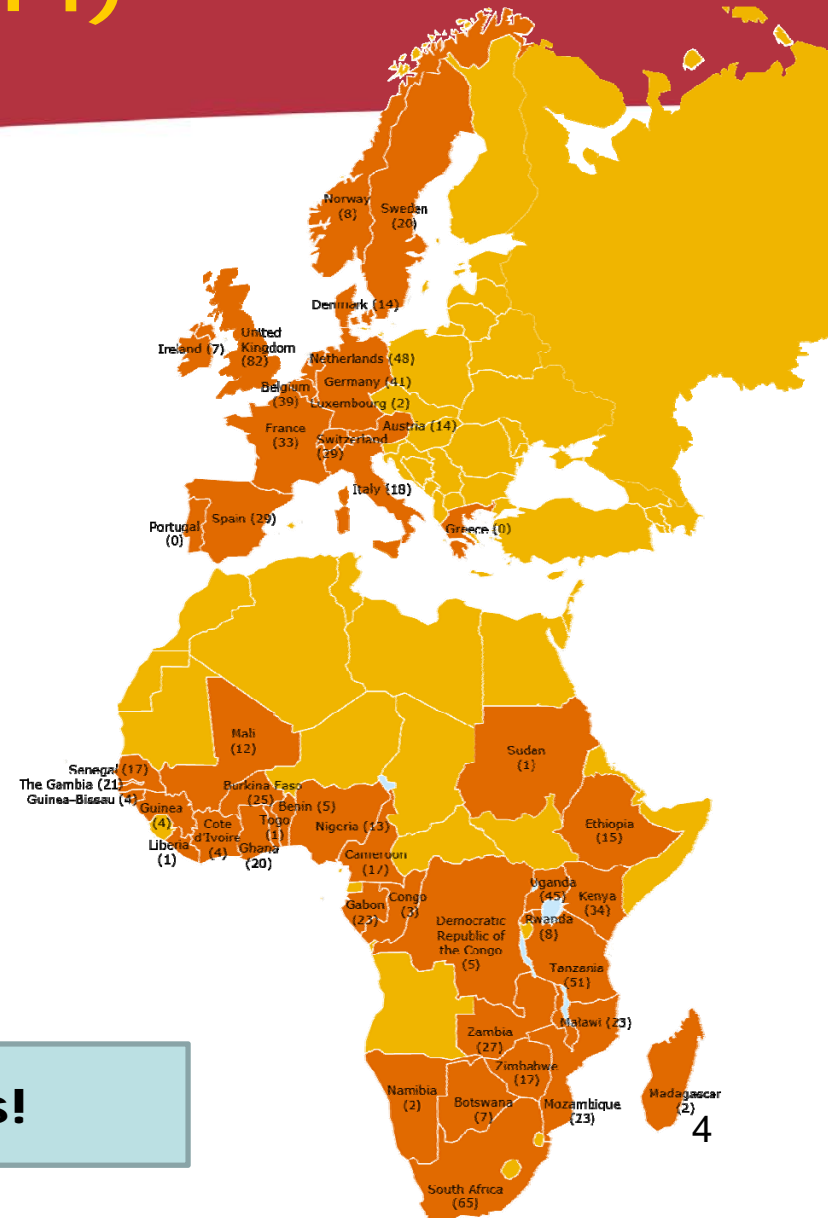 Norway
(8)
Sweden
(20)
Denmark (14)
Ireland (7)
United
Kingdom
(82)
Netherlands (48)
Belgium
(39)
Germany (41)
Luxembourg (2)
France
(33)
Switzerland
(29)
Austria (14)
Italy (18)
Portugal
(0)
Spain (29)
Greece (0)
Mali
(12)
Sudan
(1)
Senegal (17)
The Gambia (21)
Guinea-Bissau (4)
Guinea
(4)
Burkina Faso
(25)
Benin (5)
Togo
(1)
Nigeria (13)
Ethiopia
(15)
Liberia
(1)
Cote
d'Ivoire
(4)
Ghana
(20)
Cameroon
(17)
Gabon
(23)
Congo
(3)
Uganda
(45)
Kenya
(34)
Rwanda
(8)
Democratic
Republic of
the Congo
(5)
Tanzania
(51)
Malawi (23)
Zambia
(27)
Zimbabwe
(17)
Namibia
(2)
Botswana
(7)
Mozambique
(23)
Madagascar
(2)
s!
4
South Africa
(65)